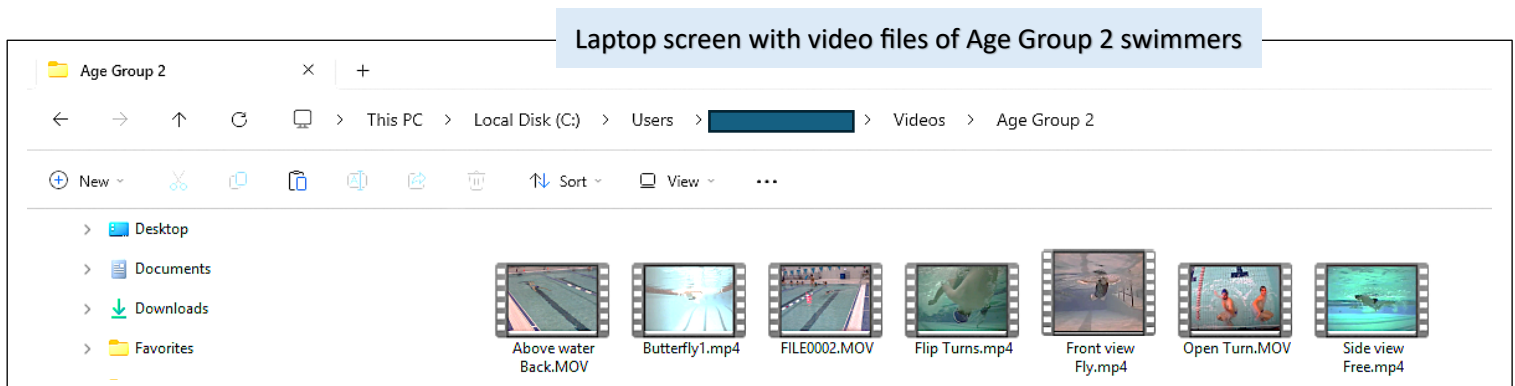 Laptop screen with video files of Age Group 2 swimmers
Age Group 2
This PC > Local Disk (C:) > Users > > Videos > Age Group 2
New Sort View ...
Desktop
Documents
Downloads
Favorites
Above water
Back.MOV
Butterfly1.mp4
FILE0002.MOV
Flip Turns.mp4
Front view
Fly.mp4
Open Turn.MOV
Side view
Free.mp4